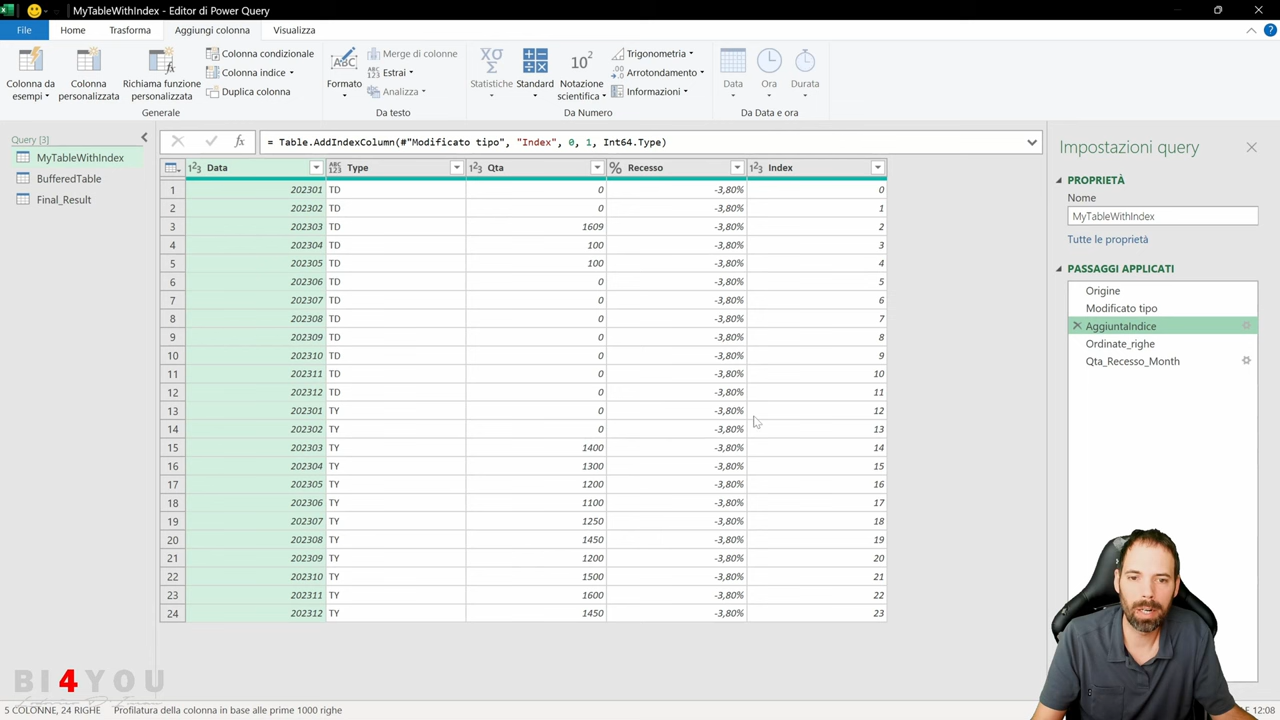 MyTableWithIndex - Editor di Power Query
File Home Trasforma Aggiungi colonna Visualizza
Colonna da esempi
Colonna personalizzata
Richiama funzione personalizzata
Colonna condizionale
Colonna indice
Duplica colonna
Generale
Formato
Merge di colonne
Estrai
Analizza
Da testo
Statistiche
Standard
Notazione scientifica
Trigonometria
Arrotondamento
Informazioni
Da Numero
Data
Ora
Durata
Da Data e ora
Query [3]
MyTableWithIndex
BufferedTable
Final_Result
= Table.AddIndexColumn(#"Modificato tipo", "Index", 0, 1, Int64.Type)
Data Type Qta Recesso Index
1 202301 TD 0 -3,80% 0
2 202302 TD 0 -3,80% 1
3 202303 TD 1609 -3,80% 2
4 202304 TD 100 -3,80% 3
5 202305 TD 100 -3,80% 4
6 202306 TD 0 -3,80% 5
7 202307 TD 0 -3,80% 6
8 202308 TD 0 -3,80% 7
9 202309 TD 0 -3,80% 8
10 202310 TD 0 -3,80% 9
11 202311 TD 0 -3,80% 10
12 202312 TD 0 -3,80% 11
13 202301 TY 0 -3,80% 12
14 202302 TY 0 -3,80% 13
15 202303 TY 1400 -3,80% 14
16 202304 TY 1300 -3,80% 15
17 202305 TY 1200 -3,80% 16
18 202306 TY 1100 -3,80% 17
19 202307 TY 1250 -3,80% 18
20 202308 TY 1450 -3,80% 19
21 202309 TY 1200 -3,80% 20
22 202310 TY 1500 -3,80% 21
23 202311 TY 1600 -3,80% 22
24 202312 TY 1450 -3,80% 23
Impostazioni query
PROPRIETÀ
Nome
MyTableWithIndex
Tutte le proprietà
PASSAGGI APPLICATI
Origine
Modificato tipo
AggiuntaIndice
Ordinate_righe
Qta_Recesso_Month
BI4YOU
5 COLONNE, 24 RIGHE Profilatura della colonna in base alle prime 1000 righe
12:08